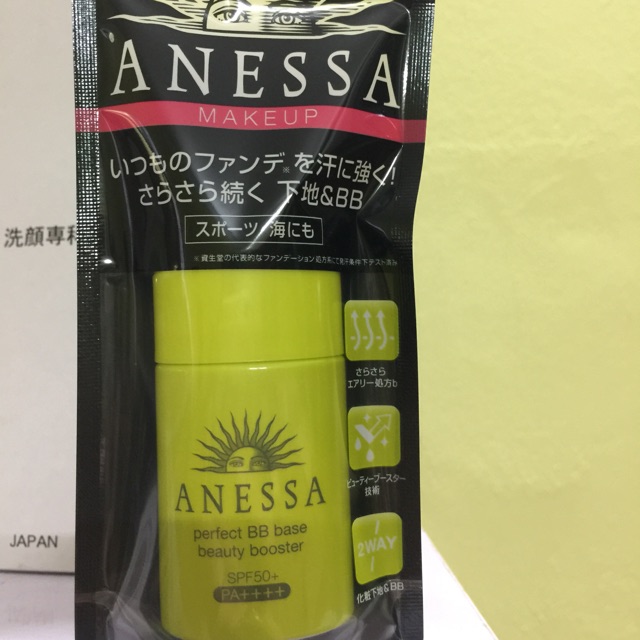 ANESSA
MAKEUP
いつものファンデ※を汗に強く!
さらさら続く 下地&BB
スポーツ・海にも
※資生堂の代表的なファンデーション
洗顔専科
さらさら
エアリー処方b
ビューティーブースター
技術
2WAY
化粧下地&BB
ANESSA
perfect BB base
beauty booster
SPF50+
PA++++
JAPAN